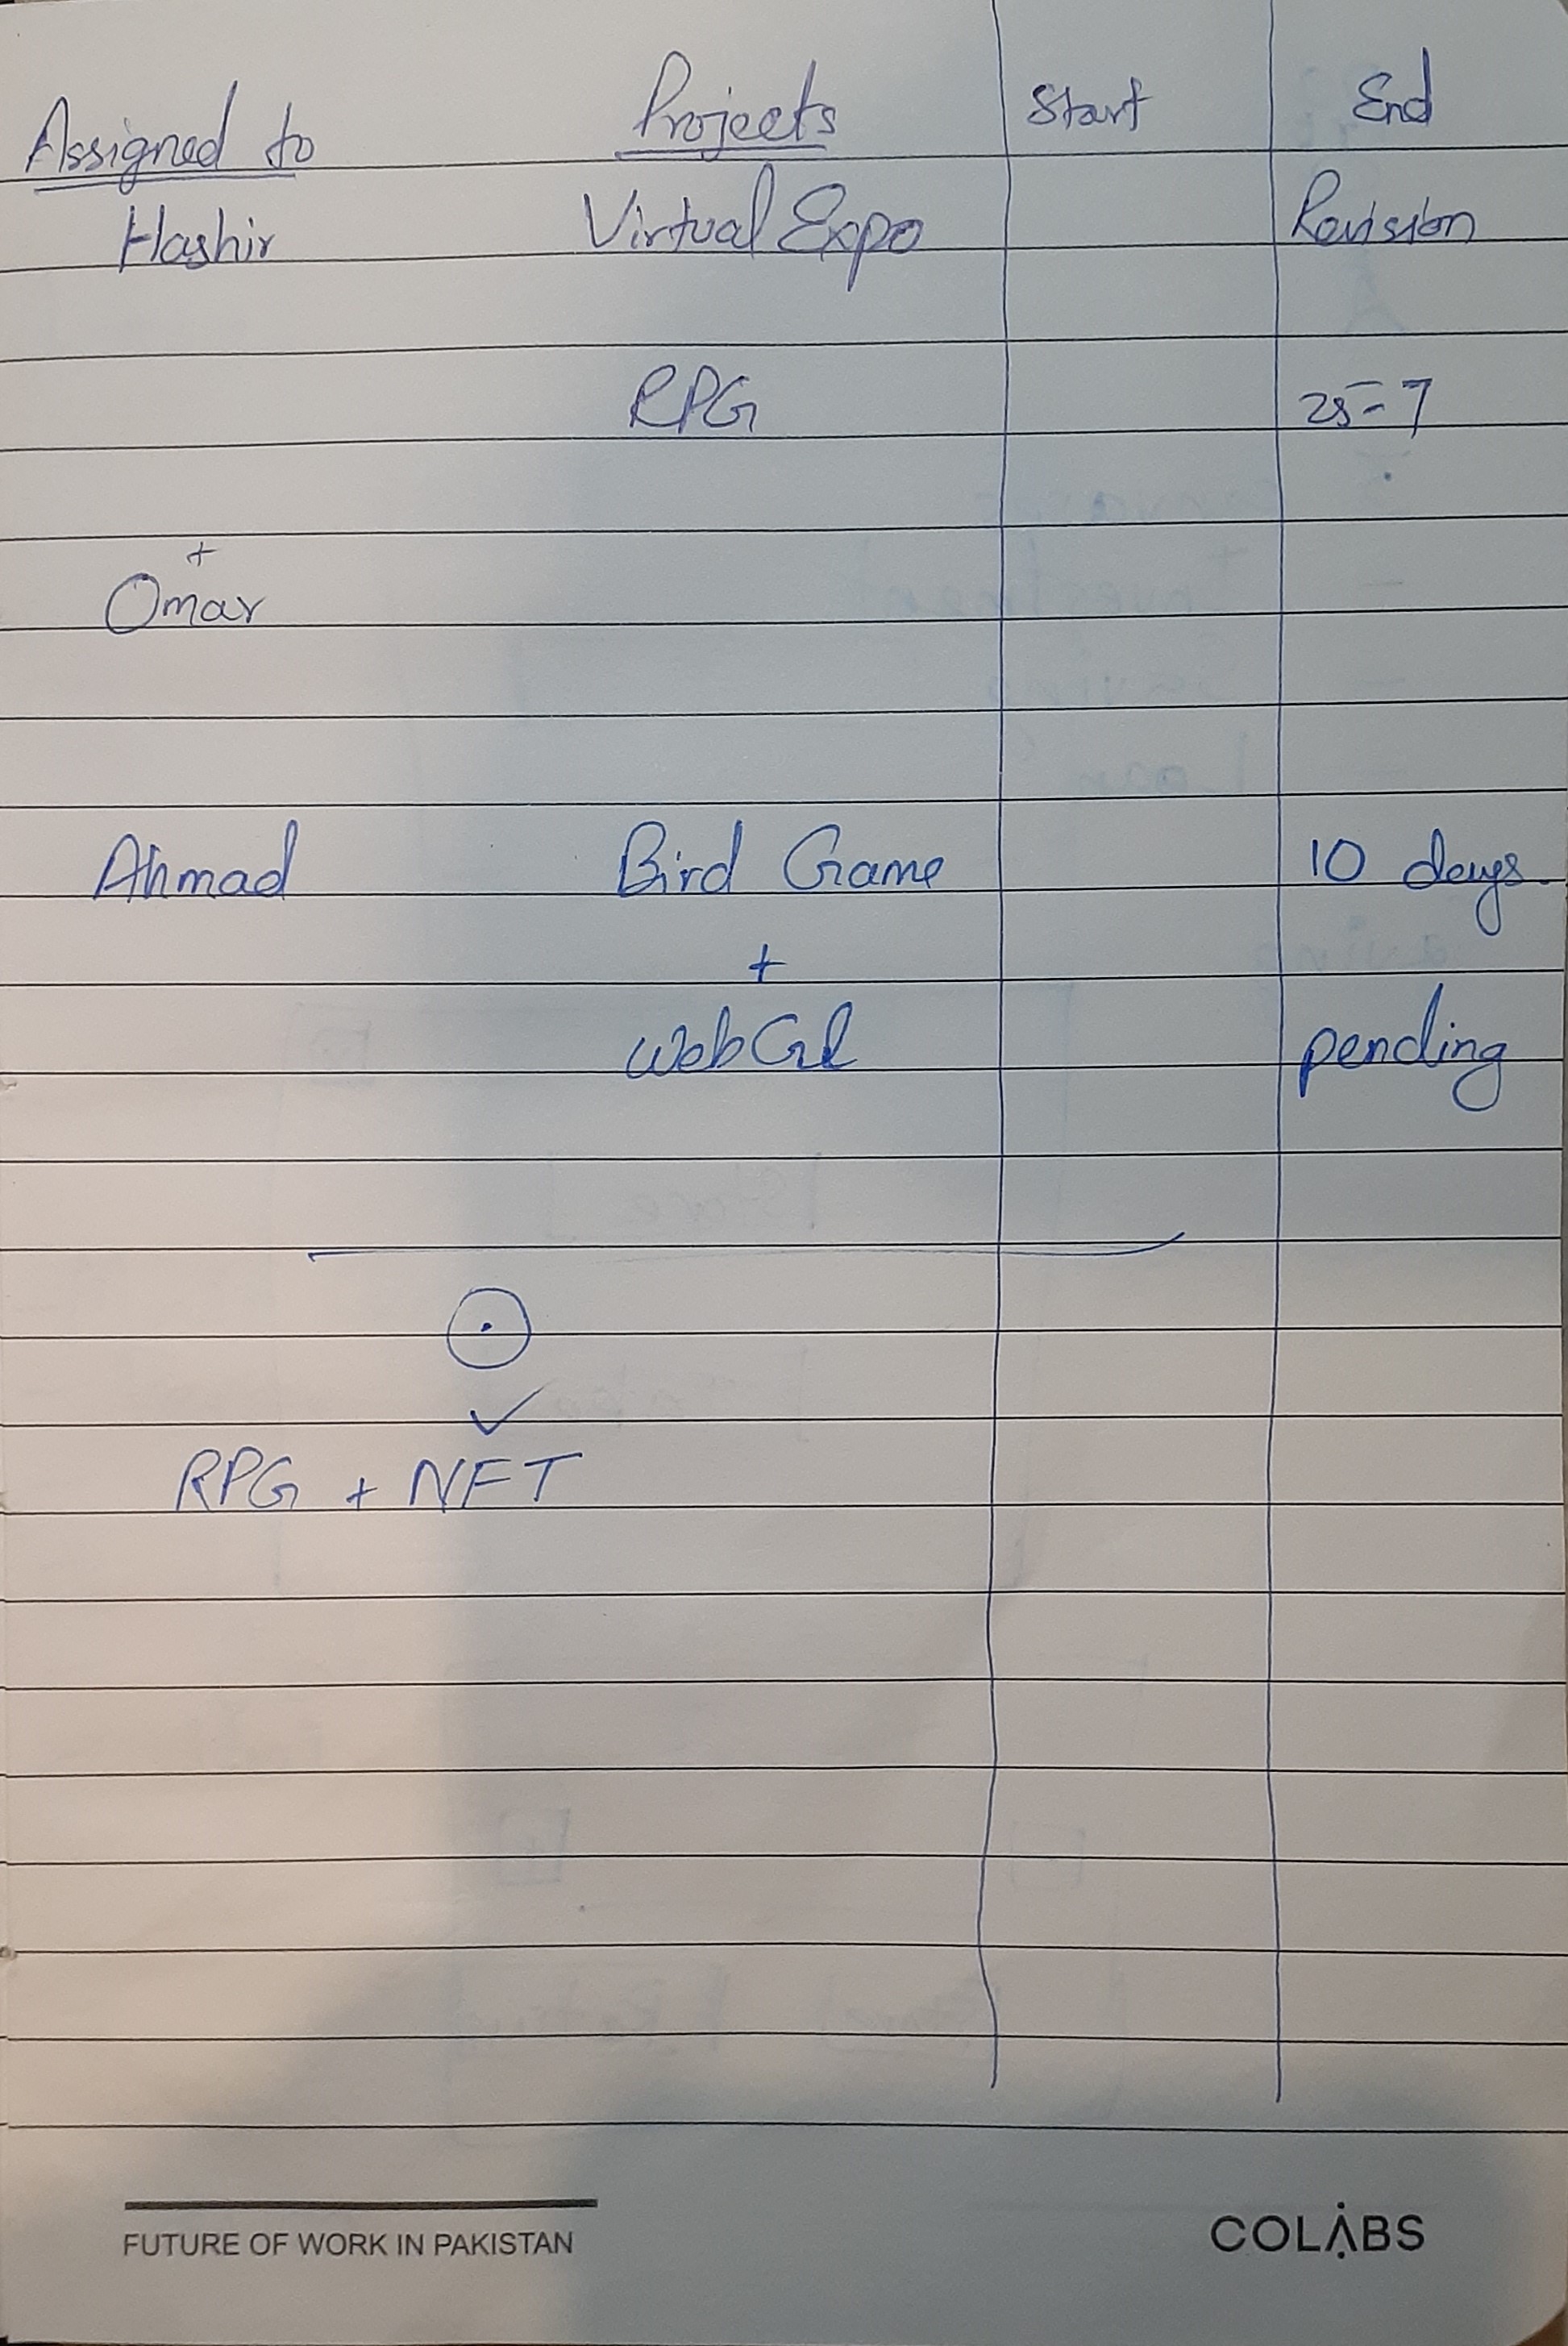 Assigned to Projects Start End
Hashir Virtual Expo Revision
RPG 25-7
+
Omar
Ahmad Bird Game 10 days
+
WebGl pending
RPG + NFT
FUTURE OF WORK IN PAKISTAN COLABS